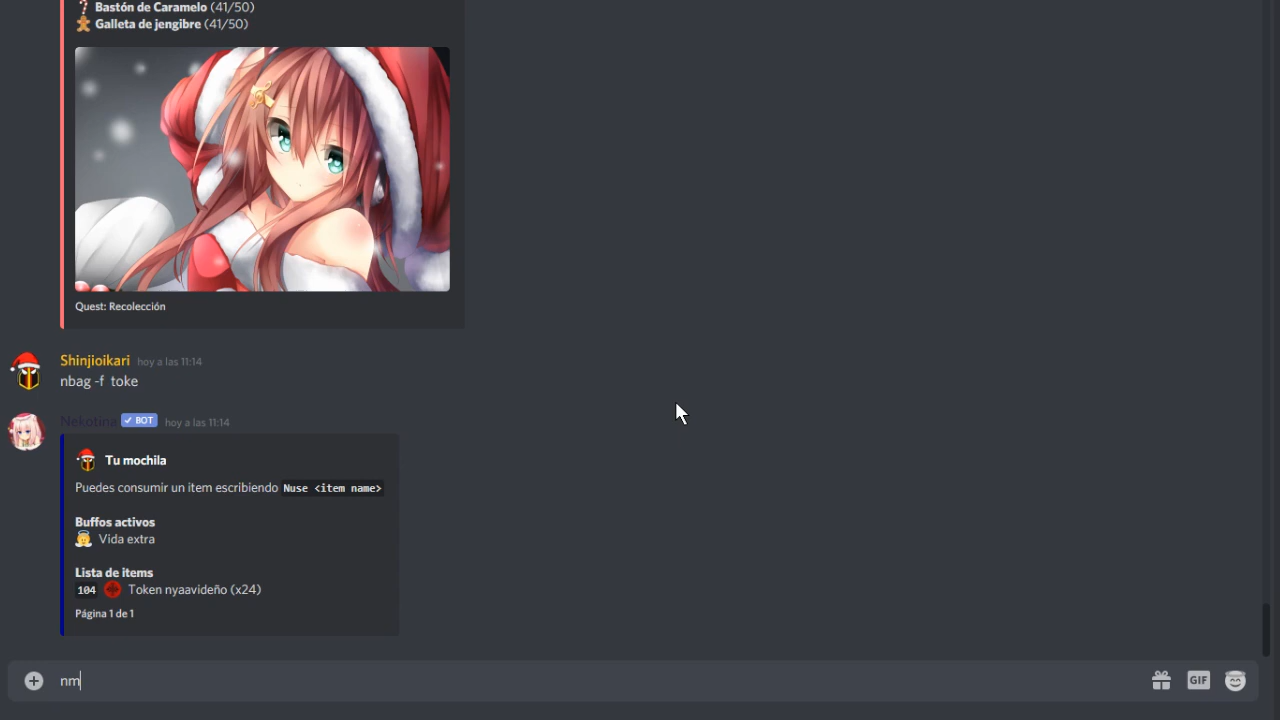 Bastón de Caramelo (41/50)
Galleta de jengibre (41/50)
Quest: Recolección
Shinjioikari hoy a las 11:14
nbag -f toke
Nekotina ✓ BOT hoy a las 11:14
Tu mochila
Puedes consumir un item escribiendo Nuse <item name>
Buffos activos
Vida extra
Lista de items
104 Token nyaavideño (x24)
Página 1 de 1
nm
GIF